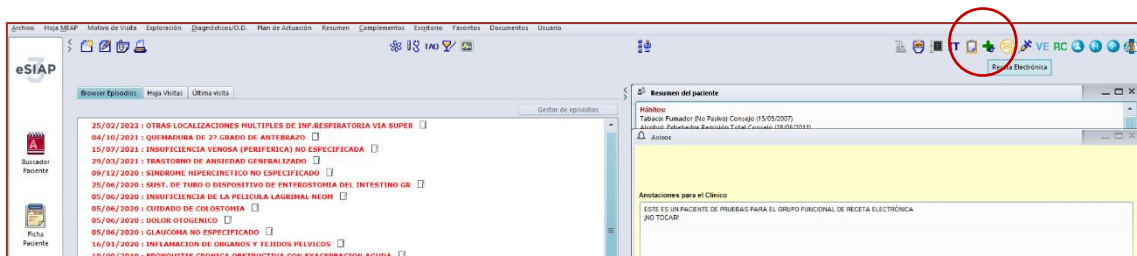 Archivo Hoja MEAP Motivo de Visita Exploración Diagnósticos/O.D. Plan de Actuación Resumen Complementos Escritorio Favoritos Documentos Usuario
eSIAP
TAO
VE RC
Receta Electrónica
Browser Episodios Hoja Visitas Última visita
Gestor de episodios
25/02/2022 : OTRAS LOCALIZACIONES MULTIPLES DE INF.RESPIRATORIA VIA SUPER
04/10/2021 : QUEMADURA DE 2º GRADO DE ANTEBRAZO
15/07/2021 : INSUFICIENCIA VENOSA (PERIFERICA) NO ESPECIFICADA
29/03/2021 : TRASTORNO DE ANSIEDAD GENERALIZADO
09/12/2020 : SINDROME HIPERCINETICO NO ESPECIFICADO
25/06/2020 : SUST. DE TUBO O DISPOSITIVO DE ENTEROSTOMIA DEL INTESTINO GR
05/06/2020 : INSUFICIENCIA DE LA PELICULA LAGRIMAL NEOM
05/06/2020 : CUIDADO DE COLOSTOMIA
05/06/2020 : DOLOR OTOGENICO
05/06/2020 : GLAUCOMA NO ESPECIFICADO
16/01/2020 : INFLAMACION DE ORGANOS Y TEJIDOS PELVICOS
Buscador
Paciente
Ficha
Paciente
Resumen del paciente
Hábitos:
Tabaco: Fumador (No Pasivo) Consejo (15/05/2007)
Avisos
Anotaciones para el Clínico
ESTE ES UN PACIENTE DE PRUEBAS PARA EL GRUPO FUNCIONAL DE RECETA ELECTRÓNICA
¡NO TOCAR!